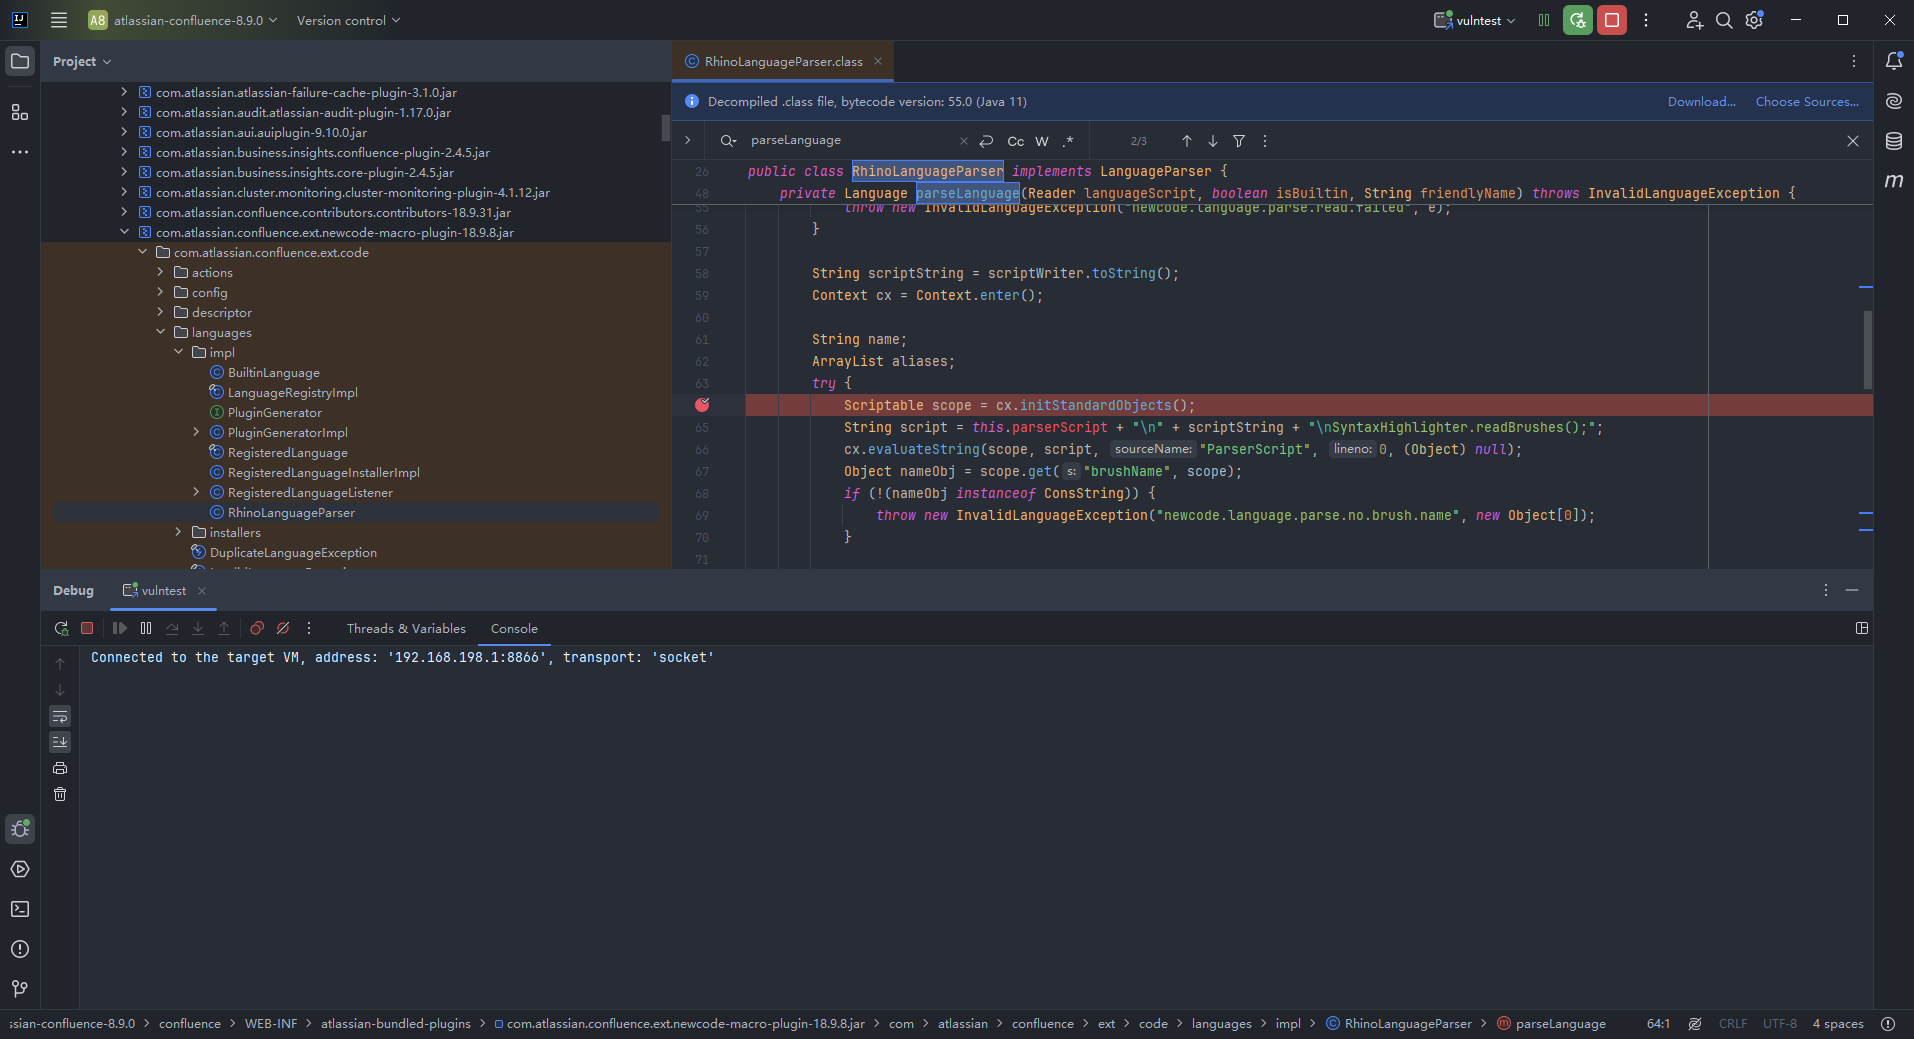 A8 atlassian-confluence-8.9.0 Version control vulntest
Project
com.atlassian.atlassian-failure-cache-plugin-3.1.0.jar
com.atlassian.audit.atlassian-audit-plugin-1.17.0.jar
com.atlassian.aui.auiplugin-9.10.0.jar
com.atlassian.business.insights.confluence-plugin-2.4.5.jar
com.atlassian.business.insights.core-plugin-2.4.5.jar
com.atlassian.cluster.monitoring.cluster-monitoring-plugin-4.1.12.jar
com.atlassian.confluence.contributors.contributors-18.9.31.jar
com.atlassian.confluence.ext.newcode-macro-plugin-18.9.8.jar
com.atlassian.confluence.ext.code
actions
config
descriptor
languages
impl
BuiltinLanguage
LanguageRegistryImpl
PluginGenerator
PluginGeneratorImpl
RegisteredLanguage
RegisteredLanguageInstallerImpl
RegisteredLanguageListener
RhinoLanguageParser
installers
DuplicateLanguageException
RhinoLanguageParser.class
Decompiled .class file, bytecode version: 55.0 (Java 11) Download... Choose Sources...
parseLanguage Cc W .* 2/3
26 public class RhinoLanguageParser implements LanguageParser {
48 private Language parseLanguage(Reader languageScript, boolean isBuiltin, String friendlyName) throws InvalidLanguageException {
55 throw new InvalidLanguageException("newcode.language.parse.read.failed", e);
56 }
57
58 String scriptString = scriptWriter.toString();
59 Context cx = Context.enter();
60
61 String name;
62 ArrayList aliases;
63 try {
Scriptable scope = cx.initStandardObjects();
65 String script = this.parserScript + "\n" + scriptString + "\nSyntaxHighlighter.readBrushes();";
66 cx.evaluateString(scope, script, sourceName: "ParserScript", lineno: 0, (Object) null);
67 Object nameObj = scope.get( s: "brushName", scope);
68 if (!(nameObj instanceof ConsString)) {
69 throw new InvalidLanguageException("newcode.language.parse.no.brush.name", new Object[0]);
70 }
71
Debug vulntest
Threads & Variables Console
Connected to the target VM, address: '192.168.198.1:8866', transport: 'socket'
ssian-confluence-8.9.0 > confluence > WEB-INF > atlassian-bundled-plugins > com.atlassian.confluence.ext.newcode-macro-plugin-18.9.8.jar > com > atlassian > confluence > ext > code > languages > impl > RhinoLanguageParser > parseLanguage 64:1 CRLF UTF-8 4 spaces